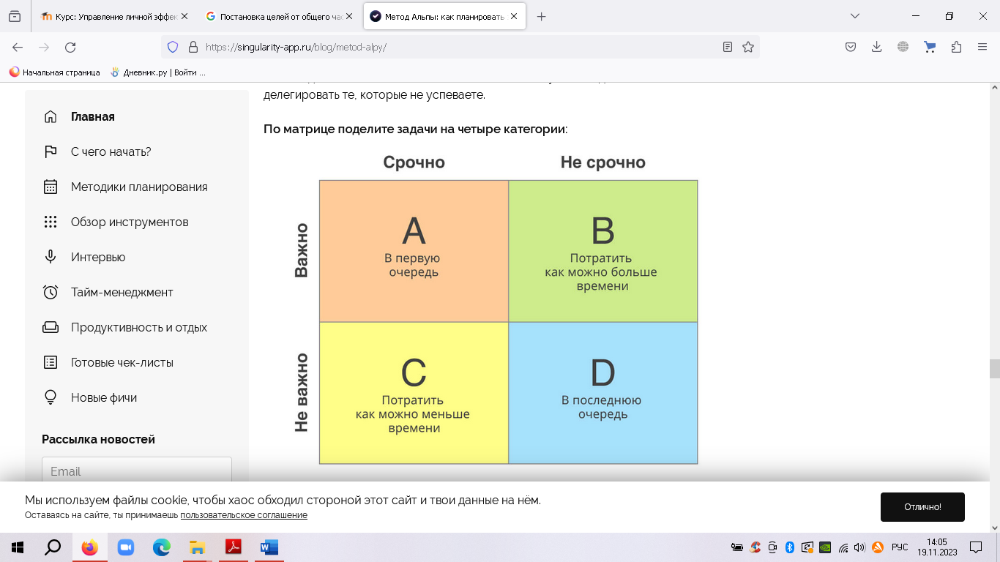 Курс: Управление личной эффек
Постановка целей от общего час
Метод Альпы: как планировать
https://singularity-app.ru/blog/metod-alpy/
Начальная страница
Дневник.ру | Войти ...
делегировать те, которые не успеваете.
Главная
С чего начать?
Методики планирования
Обзор инструментов
Интервью
Тайм-менеджмент
Продуктивность и отдых
Готовые чек-листы
Новые фичи
Рассылка новостей
Email
По матрице поделите задачи на четыре категории:
Срочно
Не срочно
Важно
A
В первую
очередь
B
Потратить
как можно больше
времени
Не важно
C
Потратить
как можно меньше
времени
D
В последнюю
очередь
Мы используем файлы cookie, чтобы хаос обходил стороной этот сайт и твои данные на нём.
Оставаясь на сайте, ты принимаешь пользовательское соглашение
Отлично!
РУС
14:05
19.11.2023